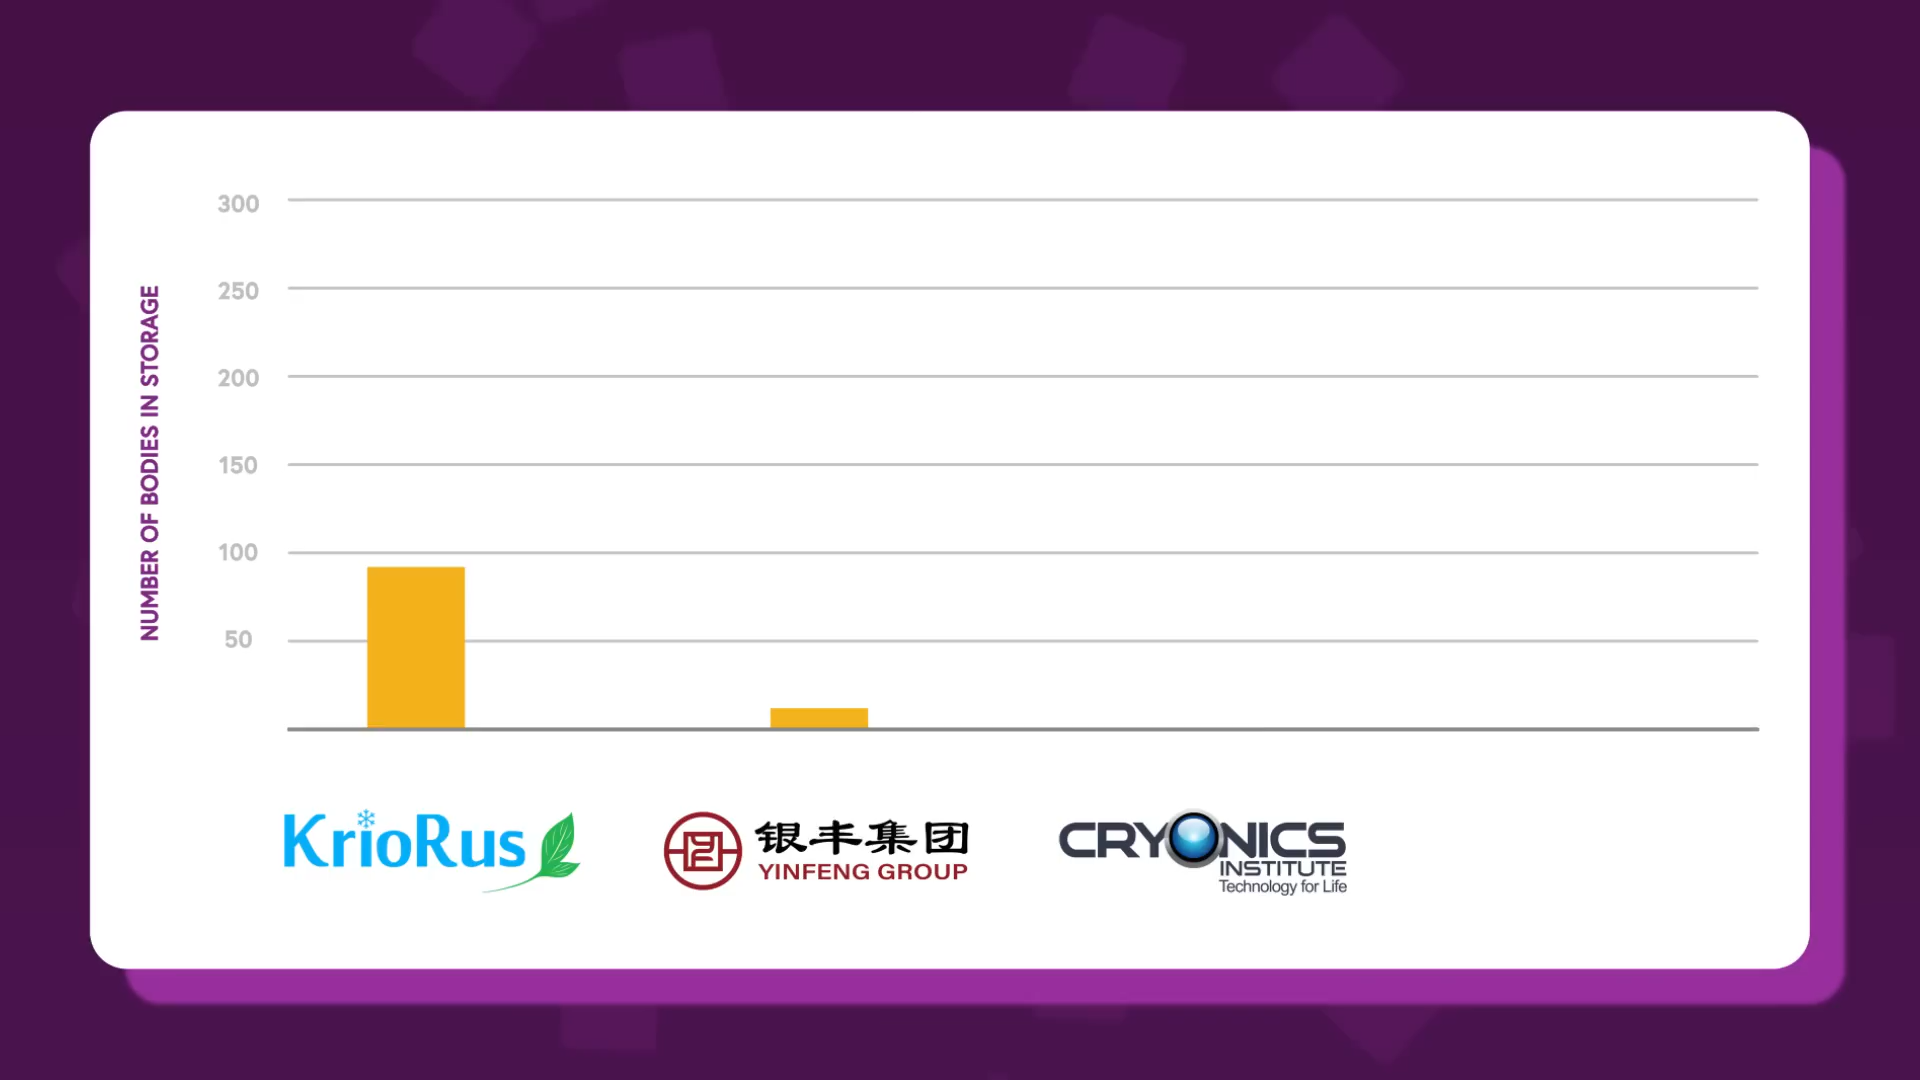 NUMBER OF BODIES IN STORAGE
300
250
200
150
100
50
KrioRus
银丰集团
YINFENG GROUP
CRYONICS
INSTITUTE
Technology for Life